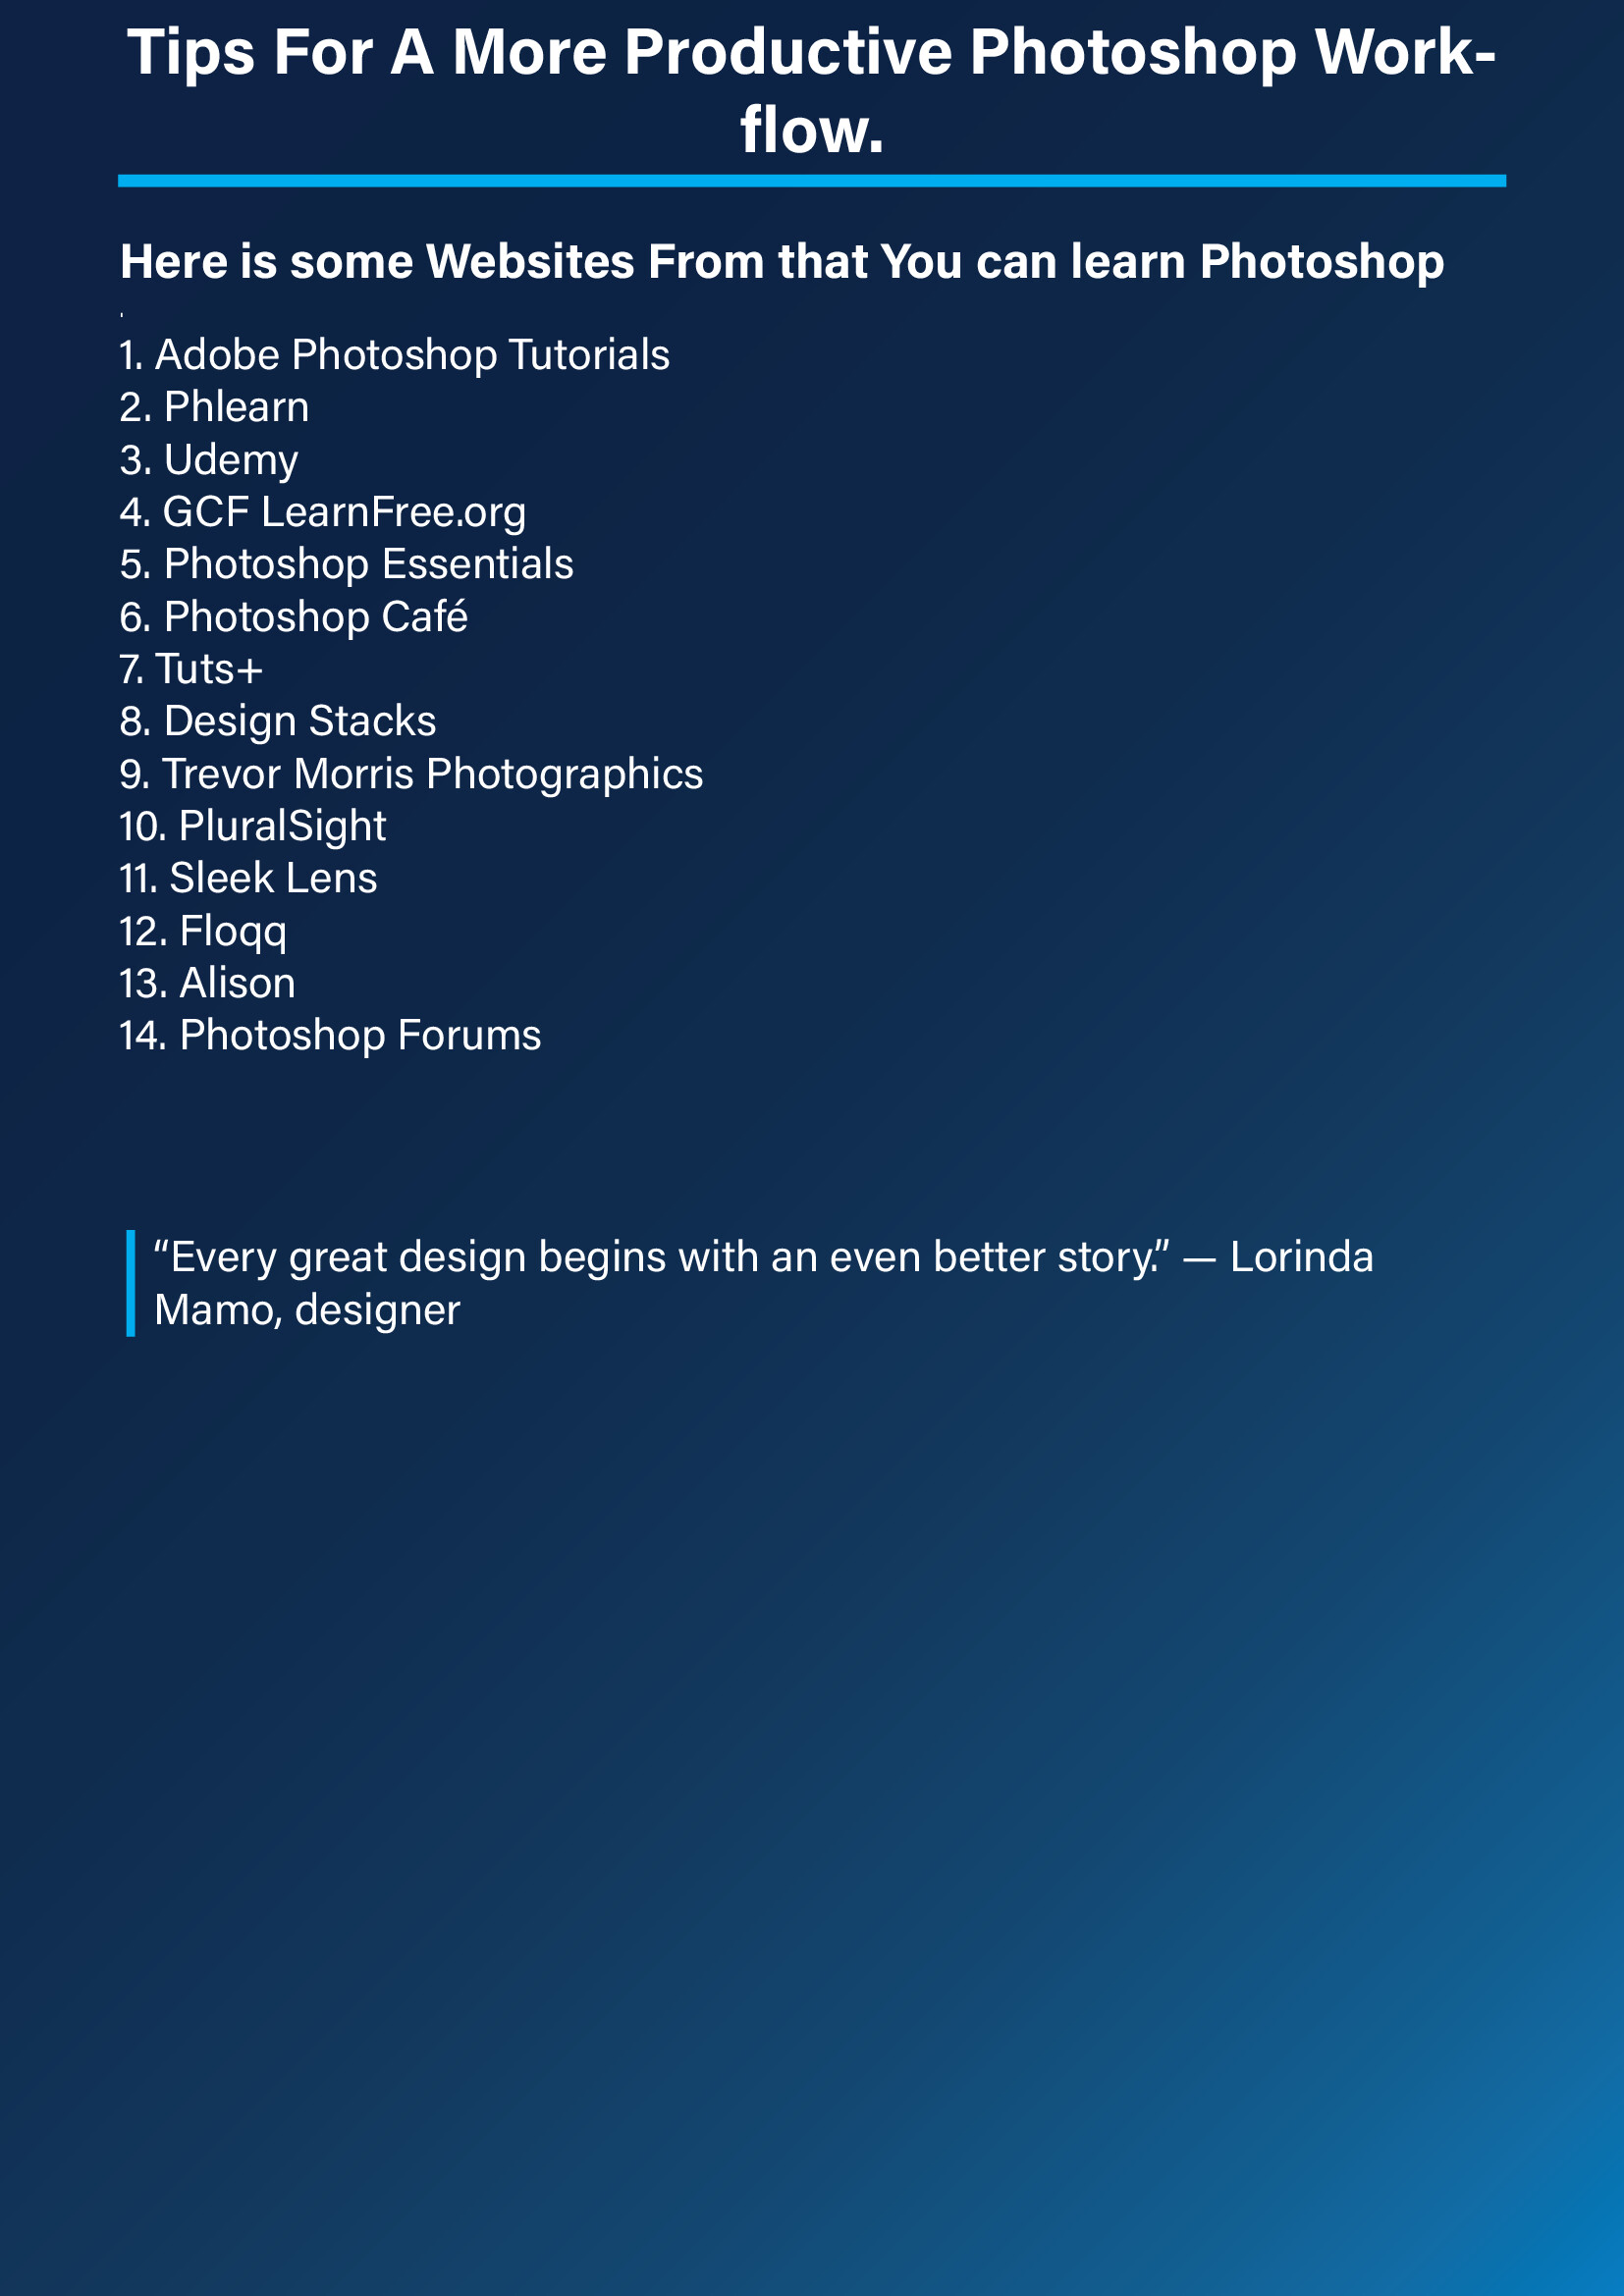 Tips For A More Productive Photoshop Work-
flow.
Here is some Websites From that You can learn Photoshop
1. Adobe Photoshop Tutorials
2. Phlearn
3. Udemy
4. GCF LearnFree.org
5. Photoshop Essentials
6. Photoshop Café
7. Tuts+
8. Design Stacks
9. Trevor Morris Photographics
10. PluralSight
11. Sleek Lens
12. Floqq
13. Alison
14. Photoshop Forums
“Every great design begins with an even better story.” — Lorinda
Mamo, designer